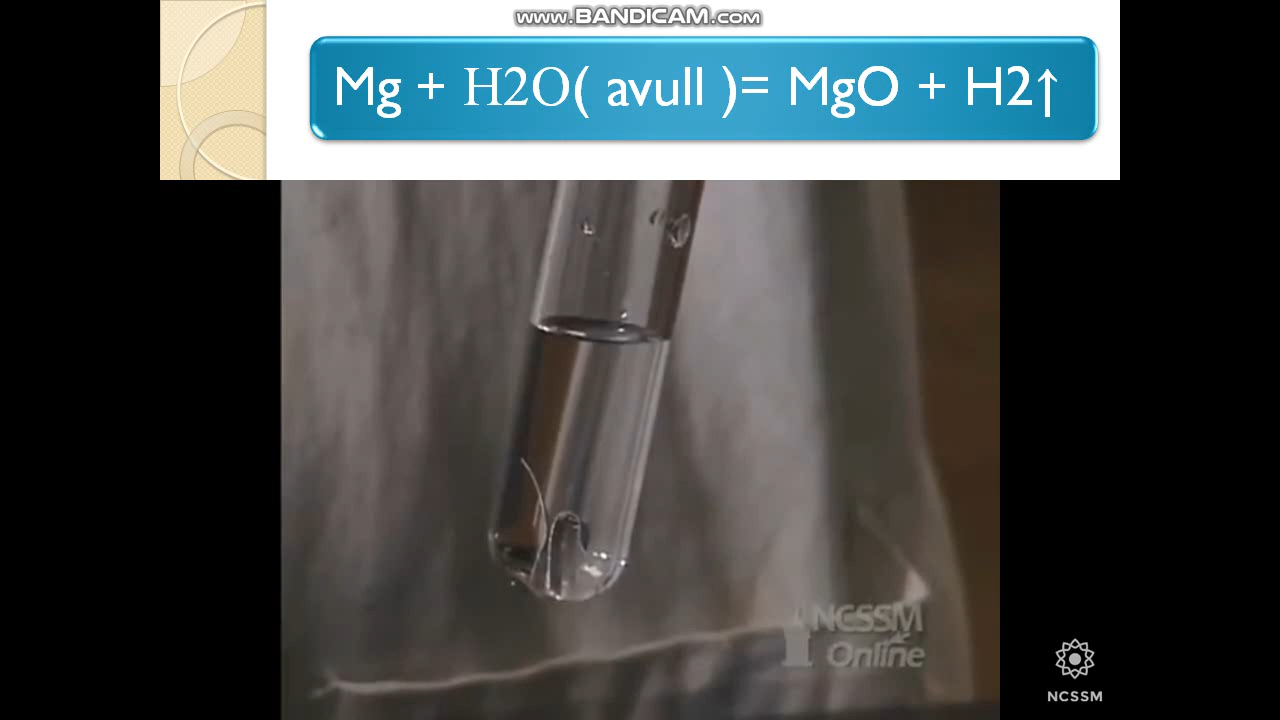 www.BANDICAM.com
Mg + H2O( avull )= MgO + H2↑
NCSSM
Online
NCSSM